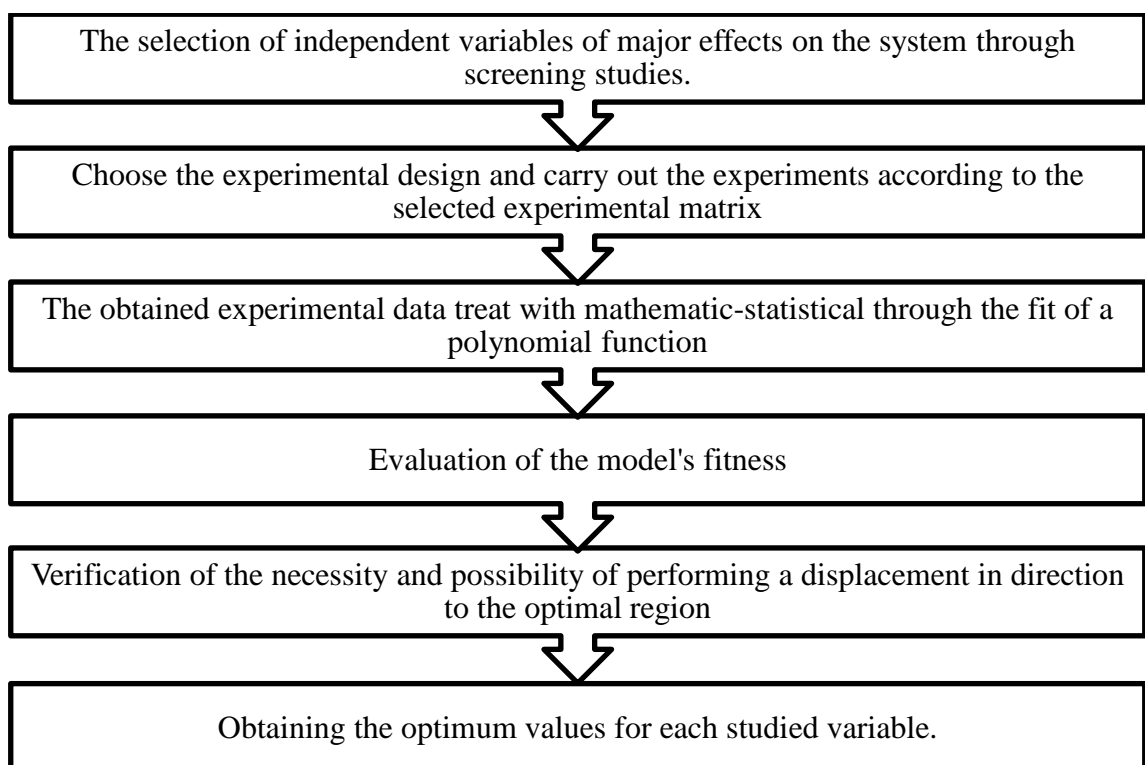 The selection of independent variables of major effects on the system through
screening studies.
Choose the experimental design and carry out the experiments according to the
selected experimental matrix
The obtained experimental data treat with mathematic-statistical through the fit of a
polynomial function
Evaluation of the model's fitness
Verification of the necessity and possibility of performing a displacement in direction
to the optimal region
Obtaining the optimum values for each studied variable.